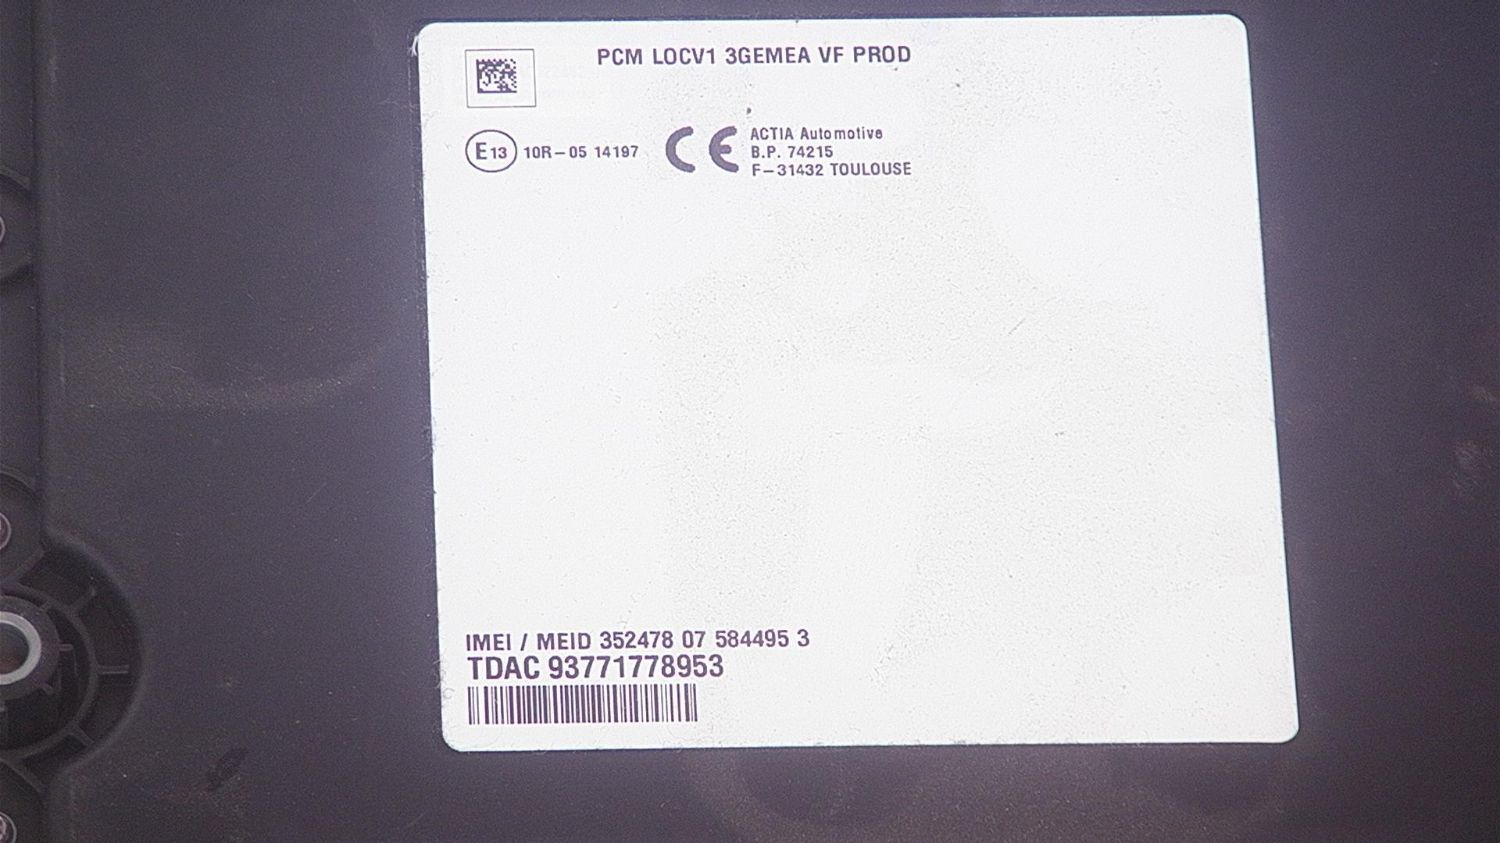 PCM LOCV1 3GEMEA VF PROD
E13 10R-05 14197
CE
ACTIA Automotive
B.P. 74215
F-31432 TOULOUSE
IMEI / MEID 352478 07 584495 3
TDAC 93771778953